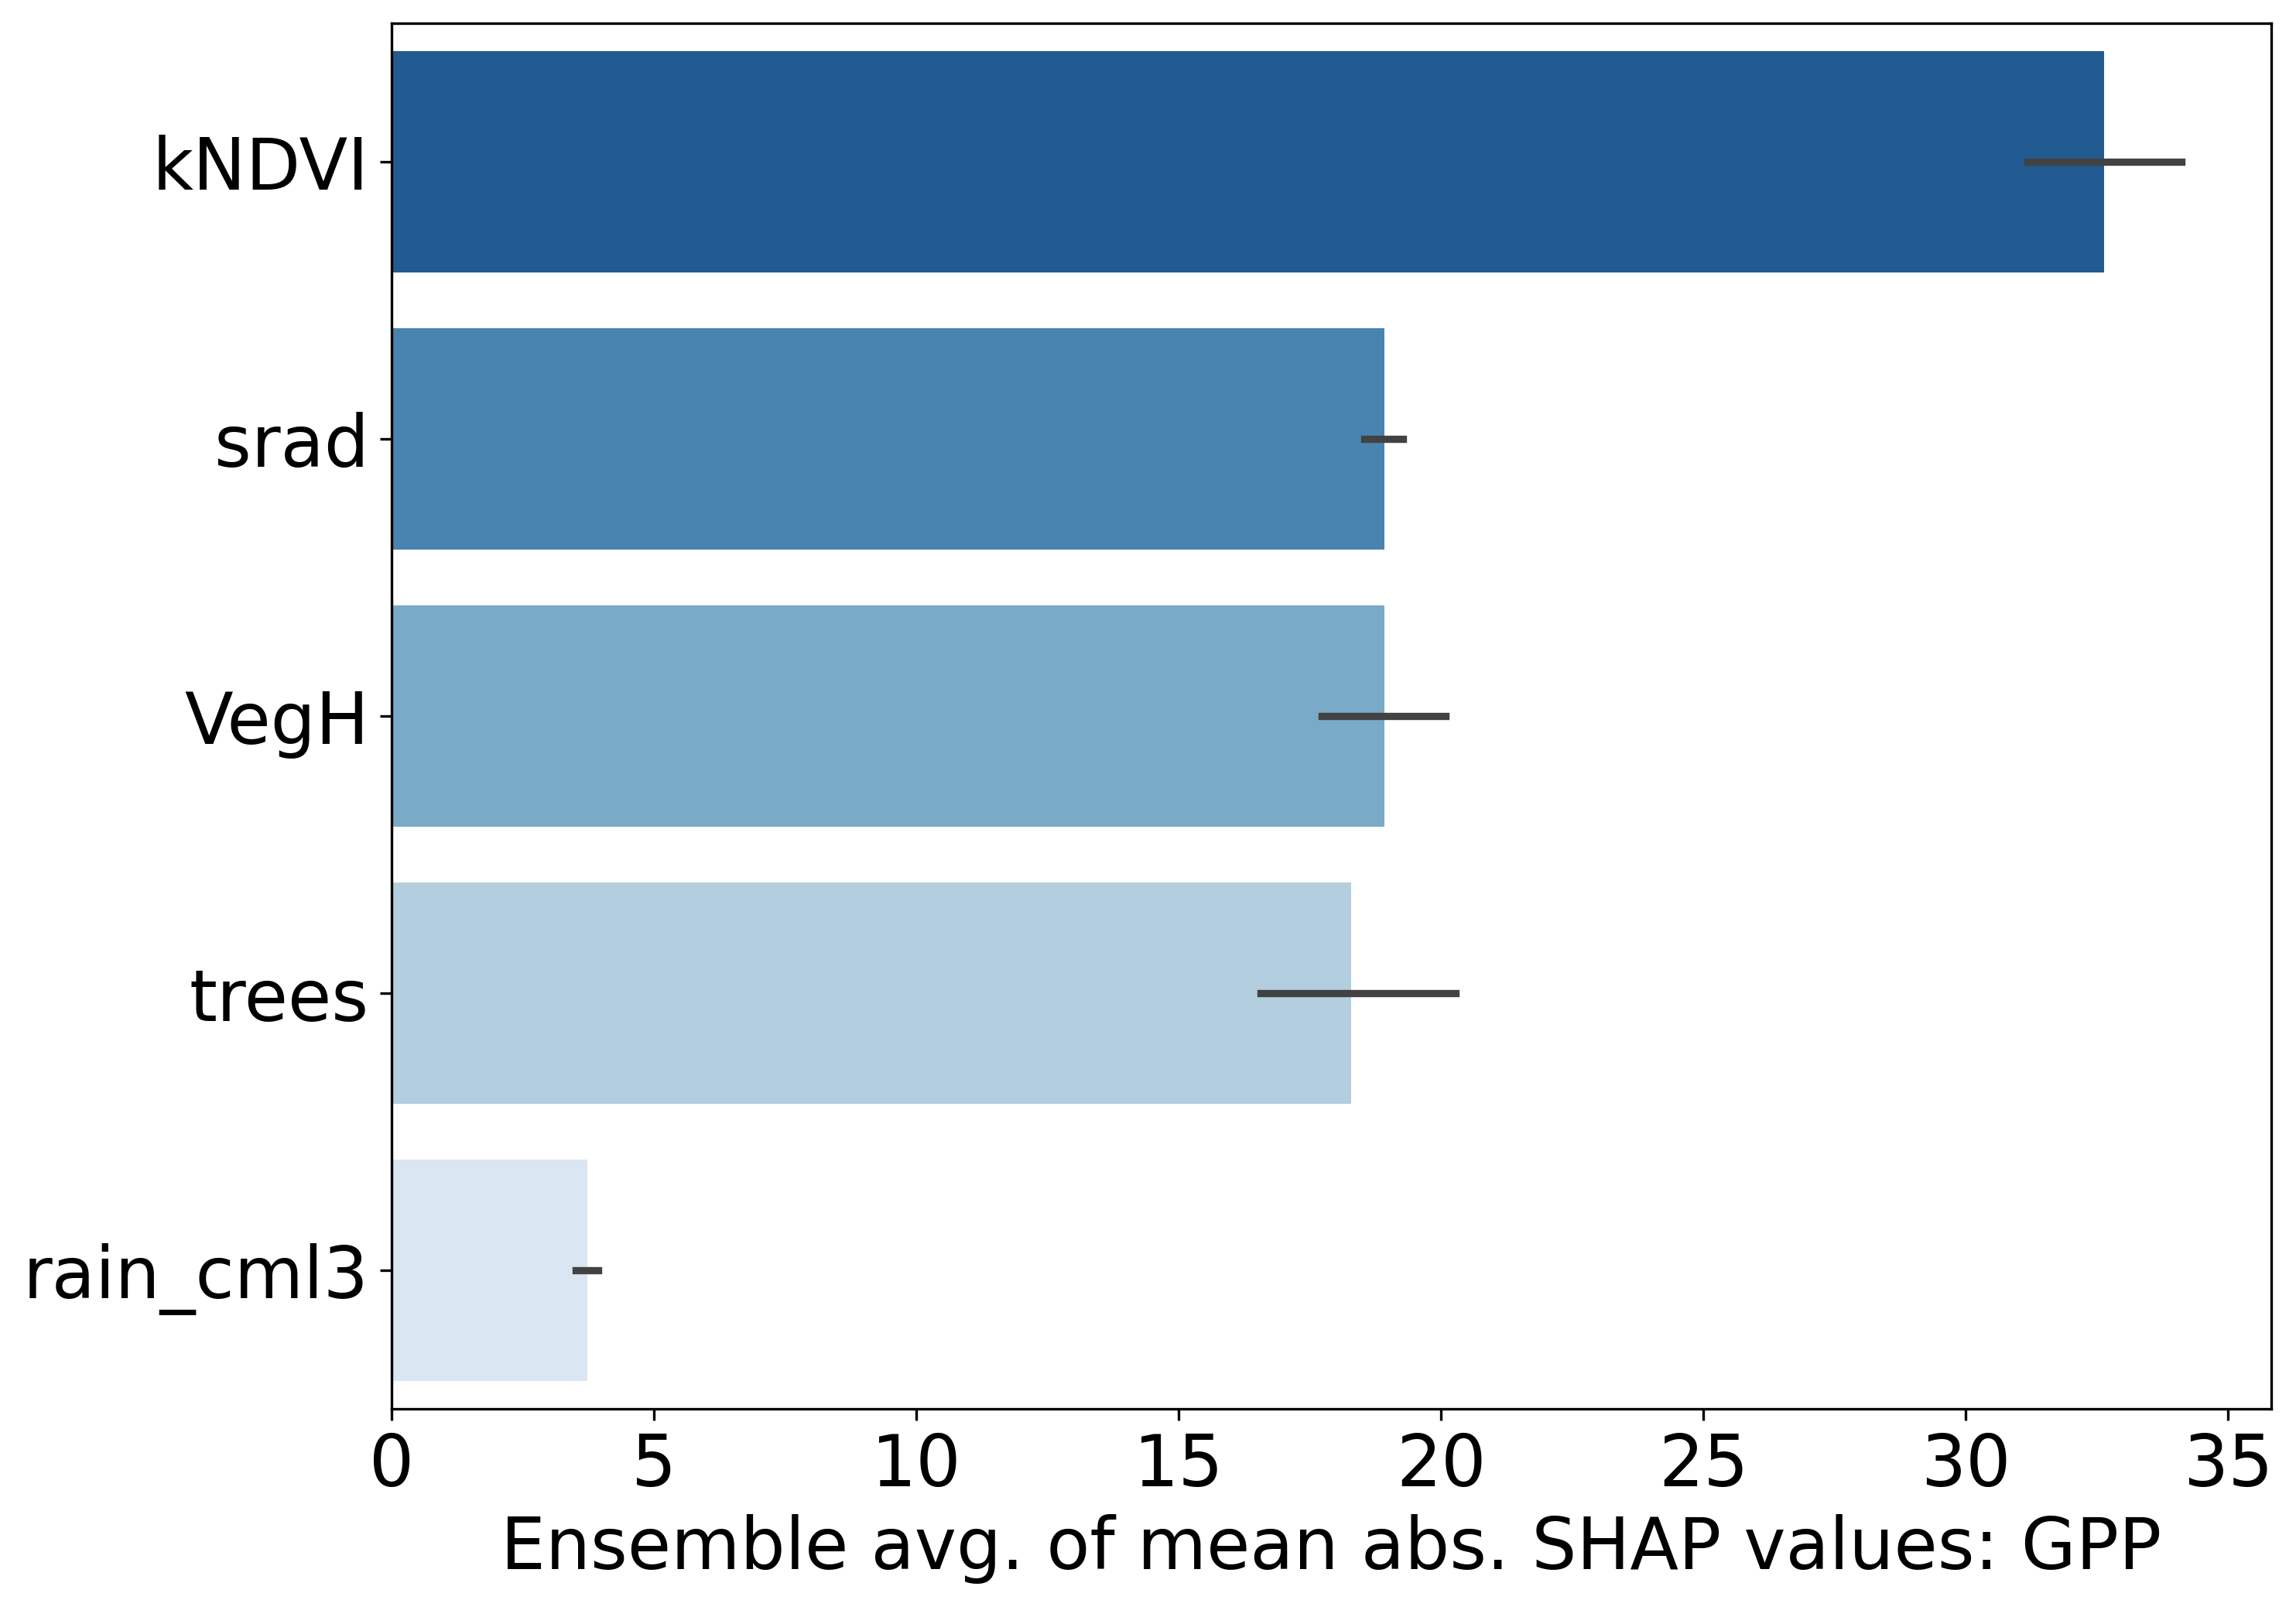 kNDVI
srad
VegH
trees
rain_cml3
0 5 10 15 20 25 30 35
Ensemble avg. of mean abs. SHAP values: GPP